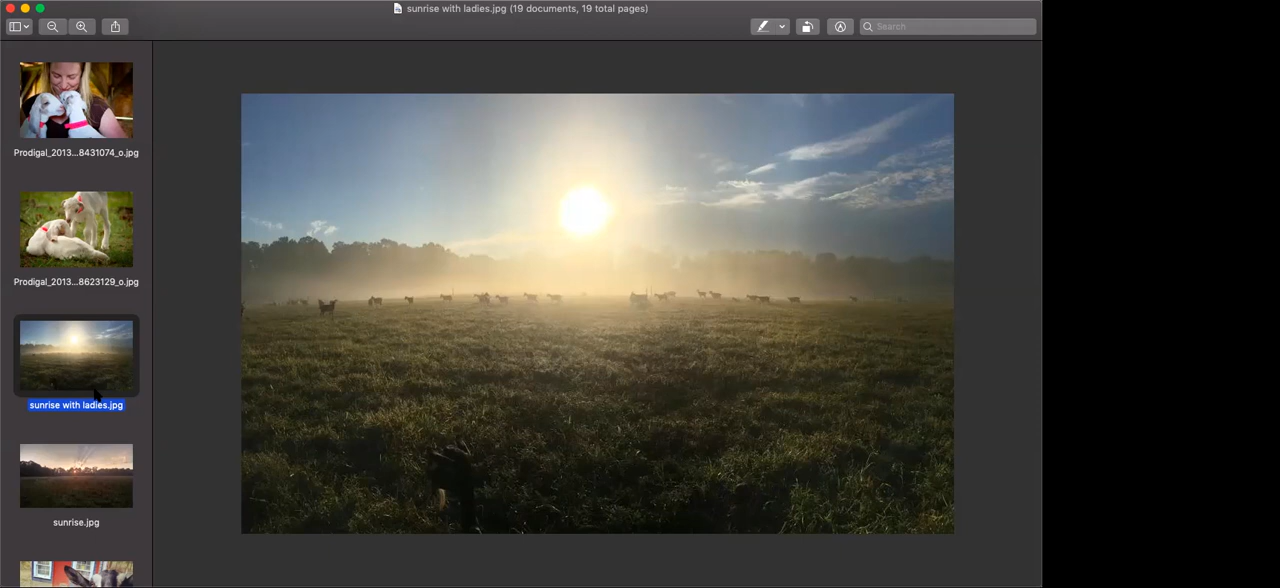 sunrise with ladies.jpg (19 documents, 19 total pages)
Search
Prodigal_2013...8431074_o.jpg
Prodigal_2013...8623129_o.jpg
sunrise with ladies.jpg
sunrise.jpg